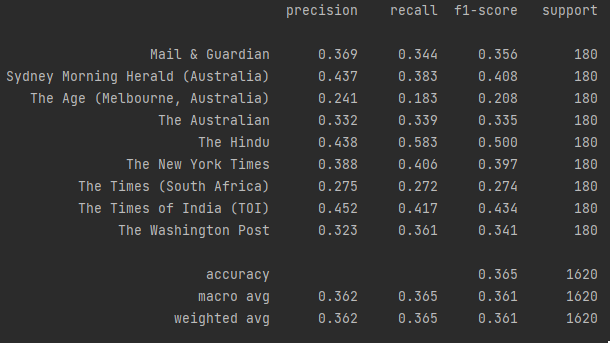 precision recall f1-score support
Mail & Guardian 0.369 0.344 0.356 180
Sydney Morning Herald (Australia) 0.437 0.383 0.408 180
The Age (Melbourne, Australia) 0.241 0.183 0.208 180
The Australian 0.332 0.339 0.335 180
The Hindu 0.438 0.583 0.500 180
The New York Times 0.388 0.406 0.397 180
The Times (South Africa) 0.275 0.272 0.274 180
The Times of India (TOI) 0.452 0.417 0.434 180
The Washington Post 0.323 0.361 0.341 180
accuracy 0.365 1620
macro avg 0.362 0.365 0.361 1620
weighted avg 0.362 0.365 0.361 1620